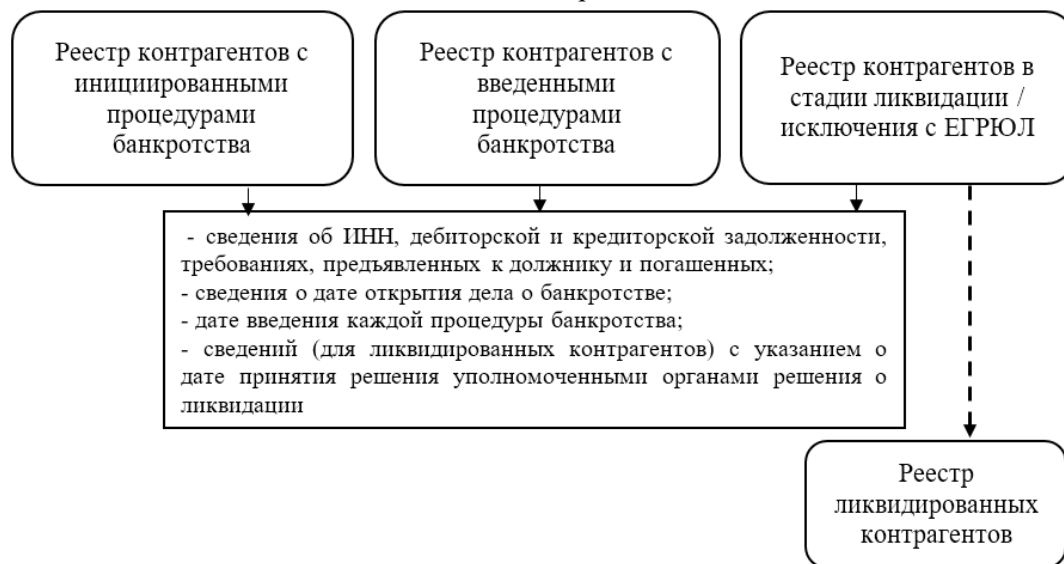 Реестр контрагентов с
инициированными
процедурами
банкротства
Реестр контрагентов с
введенными
процедурами
банкротства
Реестр контрагентов в
стадии ликвидации /
исключения с ЕГРЮЛ
- сведения об ИНН, дебиторской и кредиторской задолженности,
требованиях, предъявленных к должнику и погашенных;
- сведения о дате открытия дела о банкротстве;
- дате введения каждой процедуры банкротства;
- сведений (для ликвидированных контрагентов) с указанием о
дате принятия решения уполномоченными органами решения о
ликвидации
Реестр
ликвидированных
контрагентов